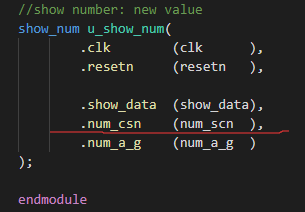 //show number: new value
show_num u_show_num(
.clk (clk ),
.resetn (resetn ),
.show_data (show_data),
.num_csn (num_scn ),
.num_a_g (num_a_g )
);
endmodule